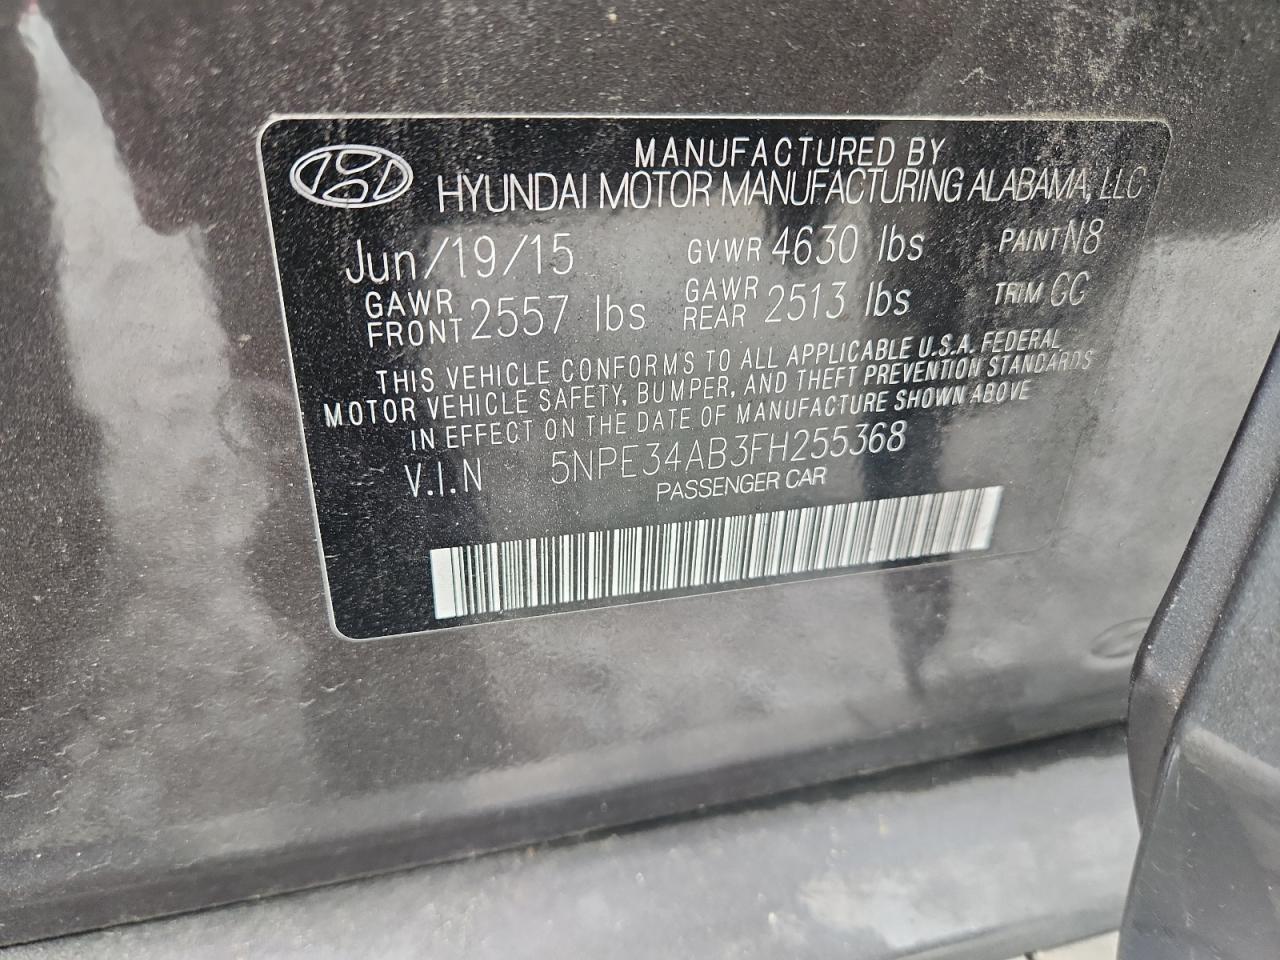 MANUFACTURED BY
HYUNDAI MOTOR MANUFACTURING ALABAMA, LLC
Jun/19/15 GVWR 4630 lbs PAINT N8
GAWR FRONT 2557 lbs GAWR REAR 2513 lbs TRIM GC
THIS VEHICLE CONFORMS TO ALL APPLICABLE U.S.A. FEDERAL
MOTOR VEHICLE SAFETY, BUMPER, AND THEFT PREVENTION STANDARDS
IN EFFECT ON THE DATE OF MANUFACTURE SHOWN ABOVE
V.I.N 5NPE34AB3FH255368
PASSENGER CAR